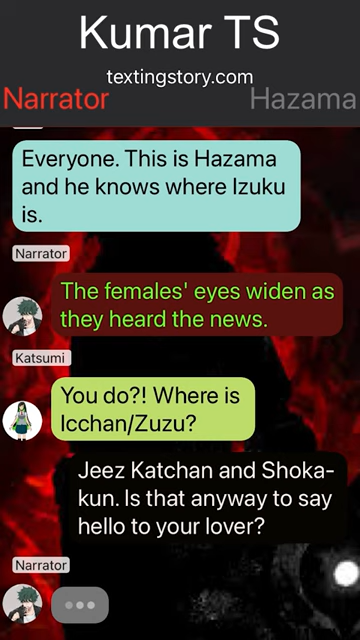 Kumar TS
textingstory.com
Narrator
Hazama
Everyone. This is Hazama
and he knows where Izuku
is.
Narrator
The females' eyes widen as
they heard the news.
Katsumi
You do?! Where is
Icchan/Zuzu?
Jeez Katchan and Shoka-
kun. Is that anyway to say
hello to your lover?
Narrator